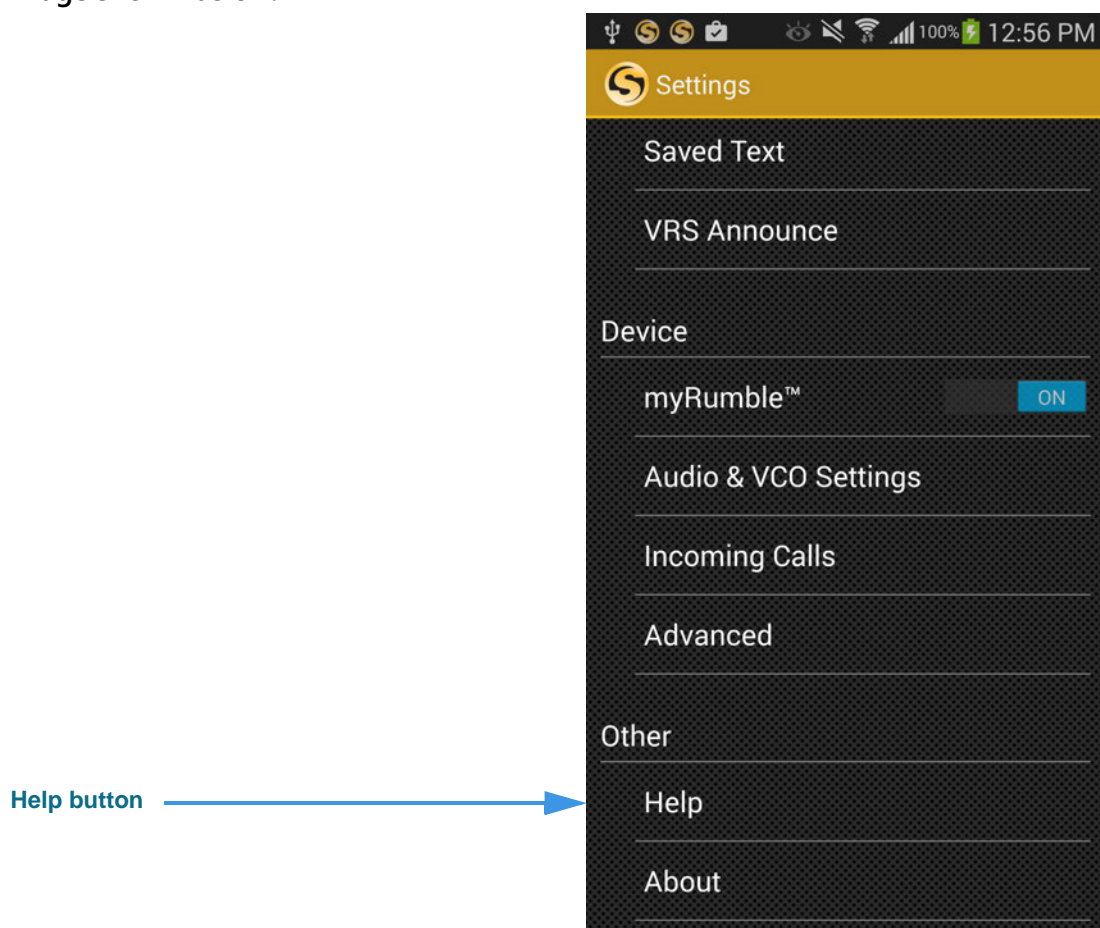 100% 12:56 PM
Settings
Saved Text
VRS Announce
Device
myRumble™ ON
Audio & VCO Settings
Incoming Calls
Advanced
Other
Help button
Help
About